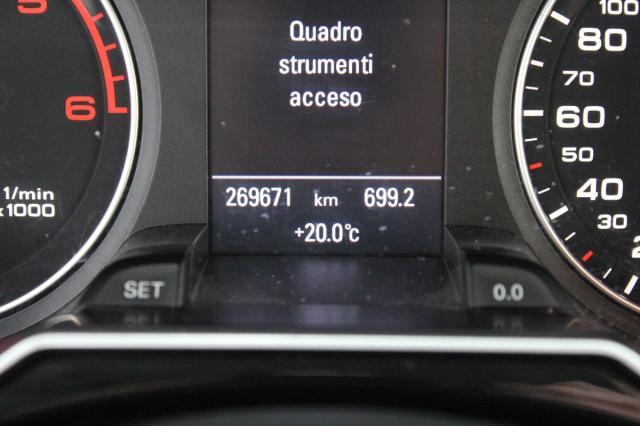 5
6
1/min
x1000
Quadro
strumenti
acceso
269671 km 699.2
+20.0°c
SET
0.0
100
80
70
60
50
40
30